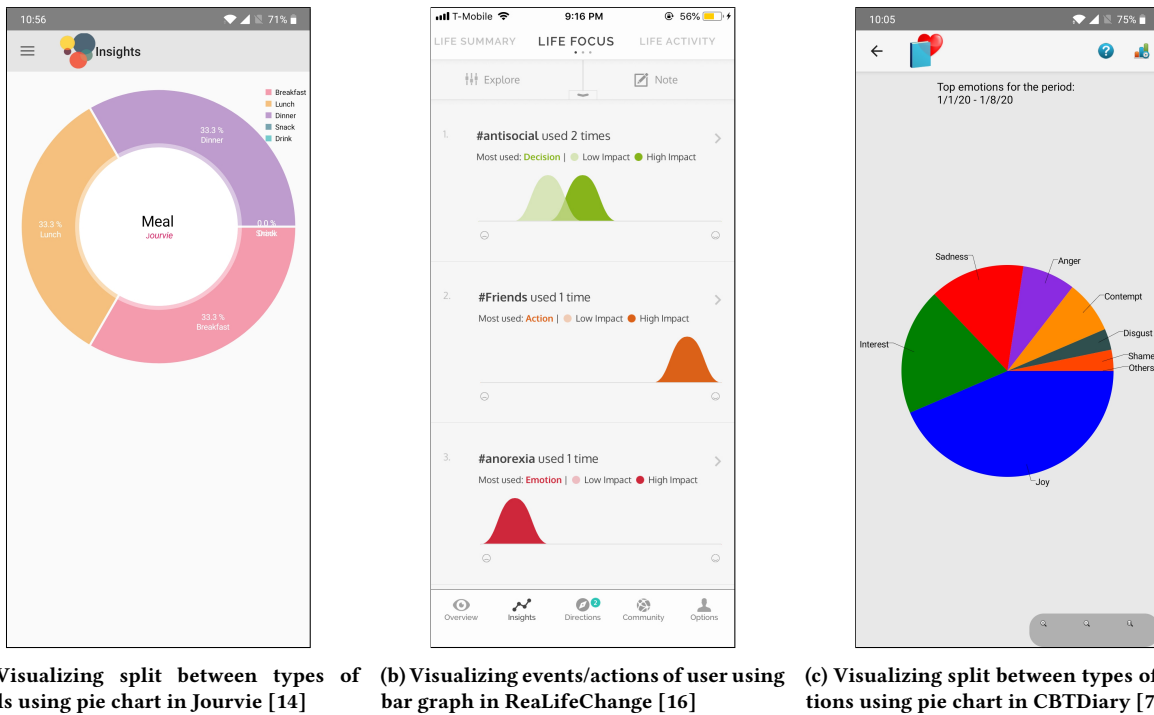 10:56
71%
Insights
Breakfast
Lunch
Dinner
Snack
Drink
33.3 %
Dinner
33.3 %
Lunch
Meal
Jourvie
0.0 %
33.3 %
Breakfast
Visualizing split between types of
ls using pie chart in Jourvie [14]
T-Mobile 9:16 PM 56%
LIFE SUMMARY LIFE FOCUS LIFE ACTIVITY
Explore Note
1. #antisocial used 2 times
Most used: Decision | Low Impact High Impact
2. #Friends used 1 time
Most used: Action | Low Impact High Impact
3. #anorexia used 1 time
Most used: Emotion | Low Impact High Impact
2
Overview Insights Directions Community Options
(b) Visualizing events/actions of user using
bar graph in ReaLifeChange [16]
10:05 75%
?
Top emotions for the period:
1/1/20 - 1/8/20
Sadness
Anger
Contempt
Disgust
Interest
Shame
Others
Joy
(c) Visualizing split between types of
tions using pie chart in CBTDiary [7